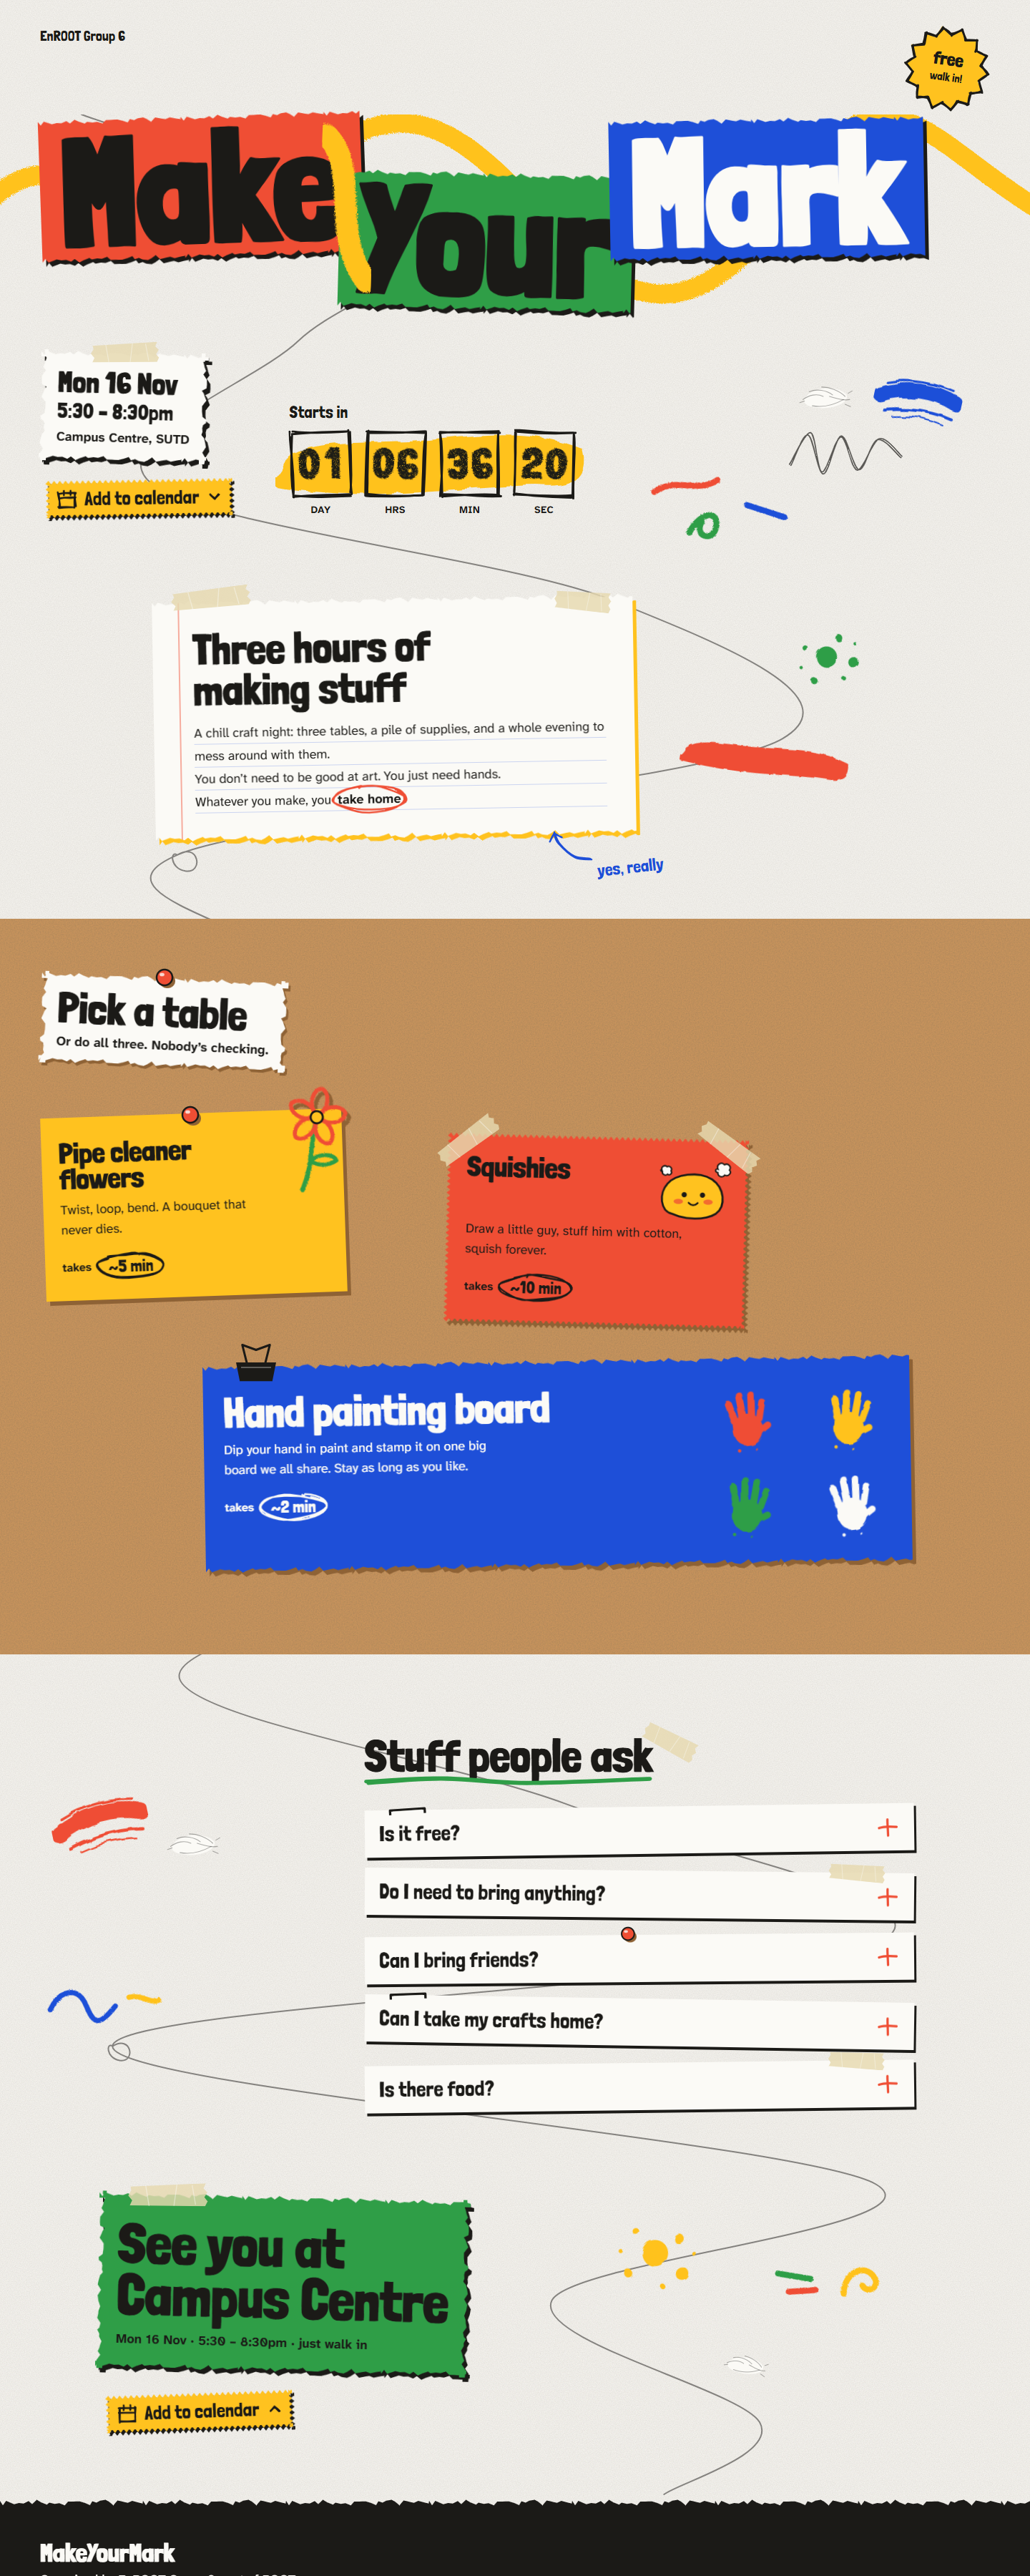 EnROOT Group 6
free
walk in!
Make
Your
Mark
Mon 16 Nov
5:30 – 8:30pm
Campus Centre, SUTD
Add to calendar
Starts in
01 06 36 20
DAY HRS MIN SEC
Three hours of
making stuff
A chill craft night: three tables, a pile of supplies, and a whole evening to
mess around with them.
You don't need to be good at art. You just need hands.
Whatever you make, you take home
yes, really
Pick a table
Or do all three. Nobody's checking.
Pipe cleaner
flowers
Twist, loop, bend. A bouquet that
never dies.
takes ~5 min
Squishies
Draw a little guy, stuff him with cotton,
squish forever.
takes ~10 min
Hand painting board
Dip your hand in paint and stamp it on one big
board we all share. Stay as long as you like.
takes ~2 min
Stuff people ask
Is it free?
Do I need to bring anything?
Can I bring friends?
Can I take my crafts home?
Is there food?
See you at
Campus Centre
Mon 16 Nov · 5:30 – 8:30pm · just walk in
Add to calendar
MakeYourMark